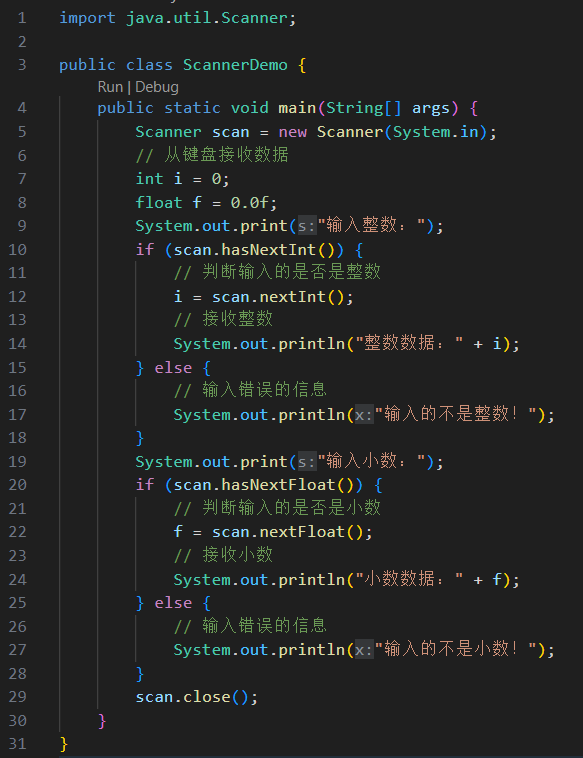 1 import java.util.Scanner;
2
3 public class ScannerDemo {
Run | Debug
4 public static void main(String[] args) {
5 Scanner scan = new Scanner(System.in);
6 // 从键盘接收数据
7 int i = 0;
8 float f = 0.0f;
9 System.out.print(s:"输入整数：");
10 if (scan.hasNextInt()) {
11 // 判断输入的是否是整数
12 i = scan.nextInt();
13 // 接收整数
14 System.out.println("整数数据：" + i);
15 } else {
16 // 输入错误的信息
17 System.out.println(x:"输入的不是整数！");
18 }
19 System.out.print(s:"输入小数：");
20 if (scan.hasNextFloat()) {
21 // 判断输入的是否是小数
22 f = scan.nextFloat();
23 // 接收小数
24 System.out.println("小数数据：" + f);
25 } else {
26 // 输入错误的信息
27 System.out.println(x:"输入的不是小数！");
28 }
29 scan.close();
30 }
31 }